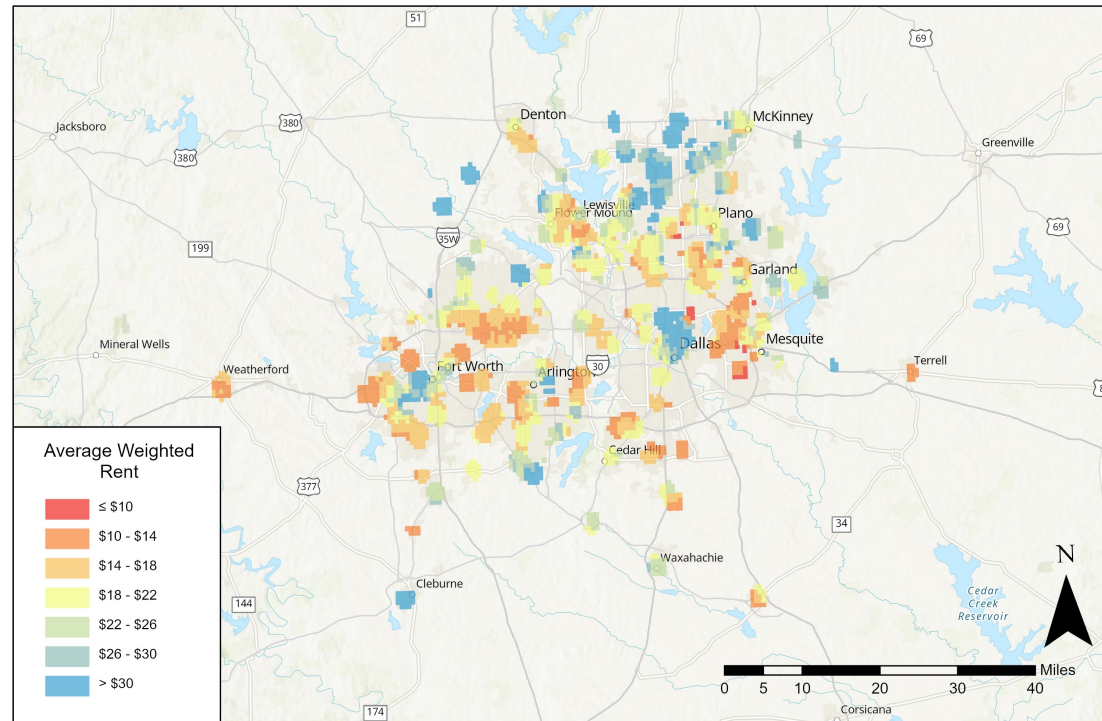 51
69
Denton
McKinney
380
Jacksboro
Greenville
380
Lewisville
Flower Mound
Plano
69
35W
199
Garland
Mineral Wells
Dallas
Mesquite
Weatherford
Fort Worth
Arlington
30
Terrell
8
Cedar Hill
377
34
Waxahachie
Cleburne
144
Cedar
Creek
Reservoir
174
Corsicana
Average Weighted
Rent
≤ $10
$10 - $14
$14 - $18
$18 - $22
$22 - $26
$26 - $30
> $30
N
Miles
0 5 10 20 30 40